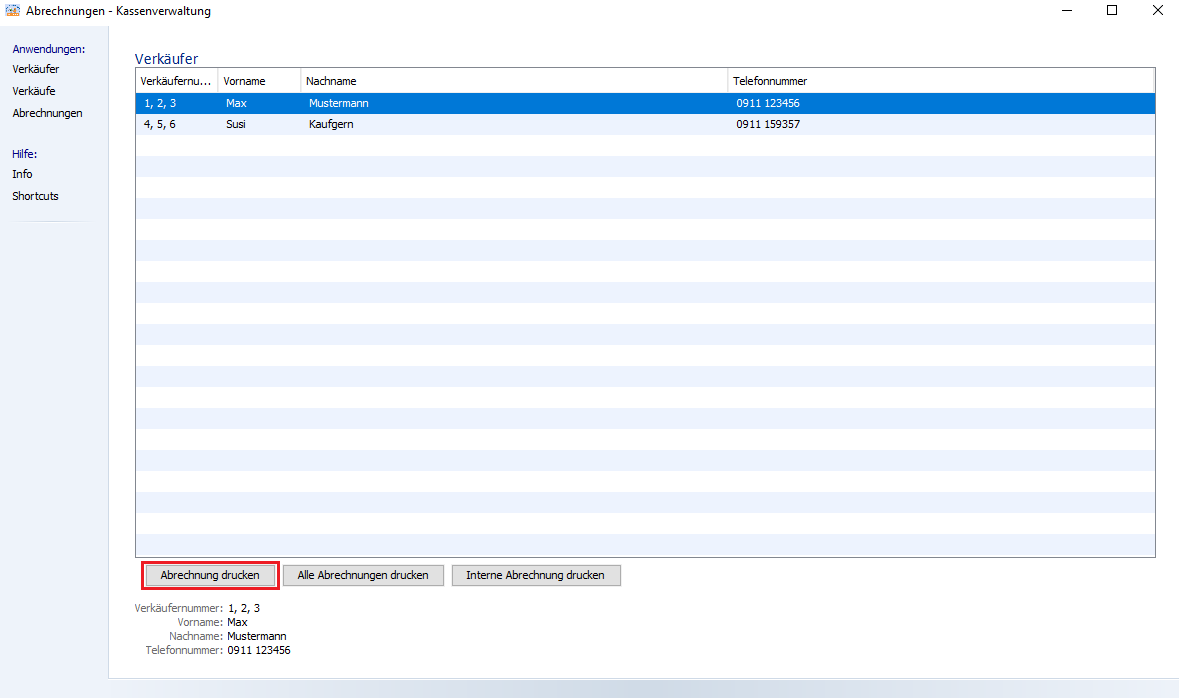 Abrechnungen - Kassenverwaltung
Anwendungen:
Verkäufer
Verkäufe
Abrechnungen
Hilfe:
Info
Shortcuts
Verkäufer
Verkäufernu... Vorname Nachname Telefonnummer
1, 2, 3 Max Mustermann 0911 123456
4, 5, 6 Susi Kaufgern 0911 159357
Abrechnung drucken Alle Abrechnungen drucken Interne Abrechnung drucken
Verkäufernummer: 1, 2, 3
Vorname: Max
Nachname: Mustermann
Telefonnummer: 0911 123456